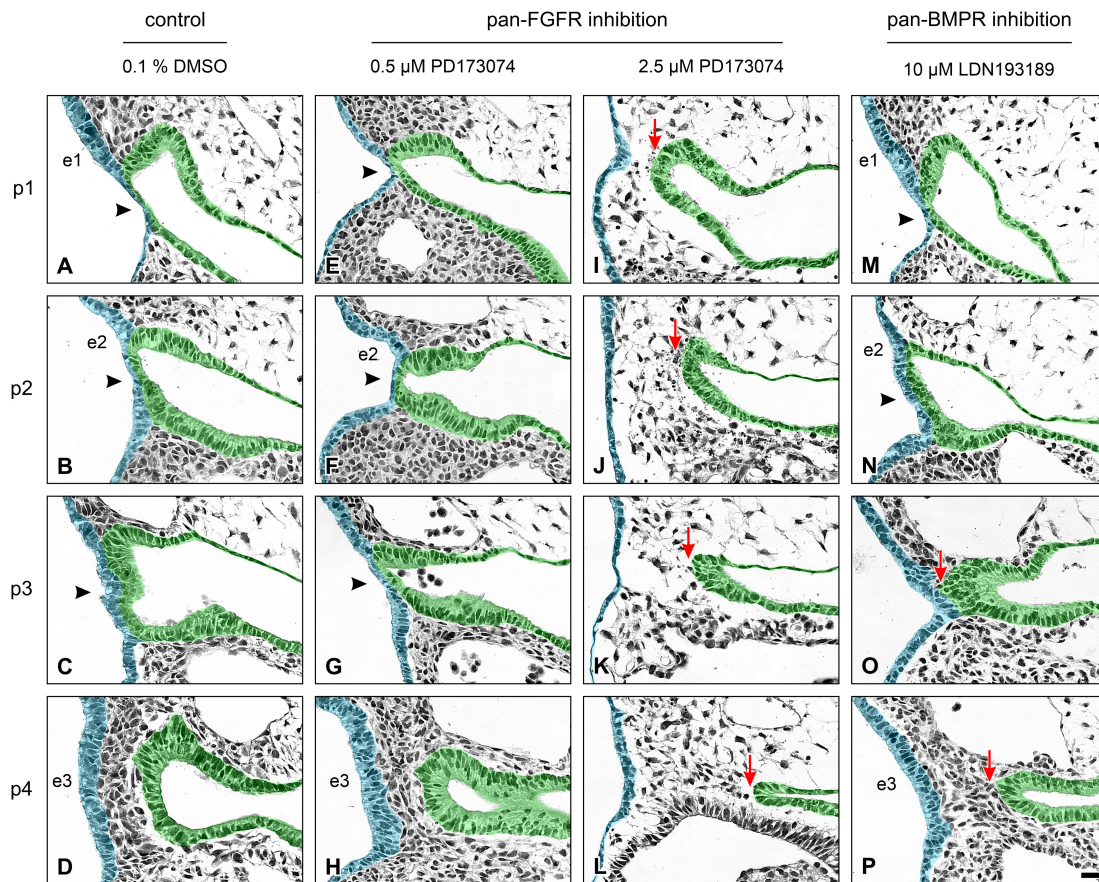 control pan-FGFR inhibition pan-BMPR inhibition
0.1 % DMSO 0.5 µM PD173074 2.5 µM PD173074 10 µM LDN193189
p1 e1 A E I e1 M
p2 e2 B e2 F J e2 N
p3 C G K O
p4 e3 D e3 H L e3 P